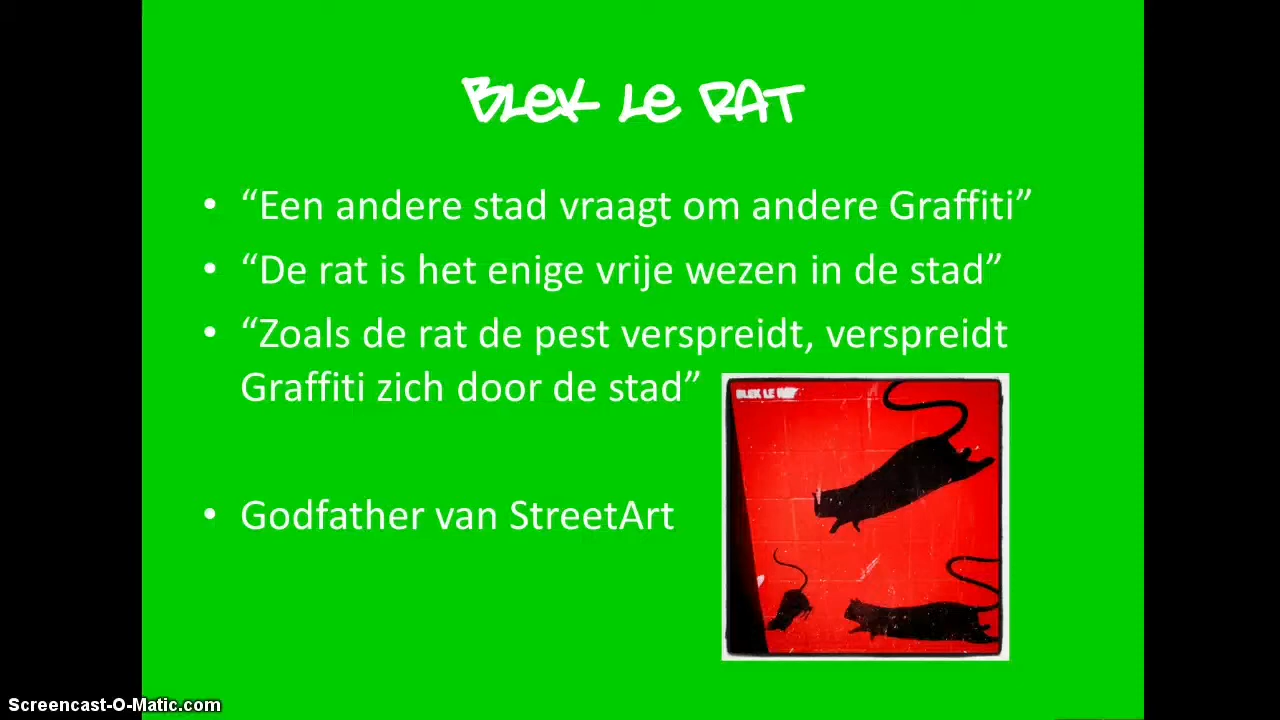 BLEK LE RAT
• “Een andere stad vraagt om andere Graffiti”
• “De rat is het enige vrije wezen in de stad”
• “Zoals de rat de pest verspreidt, verspreidt
Graffiti zich door de stad”
BLEK LE RAT
• Godfather van StreetArt
Screencast-O-Matic.com